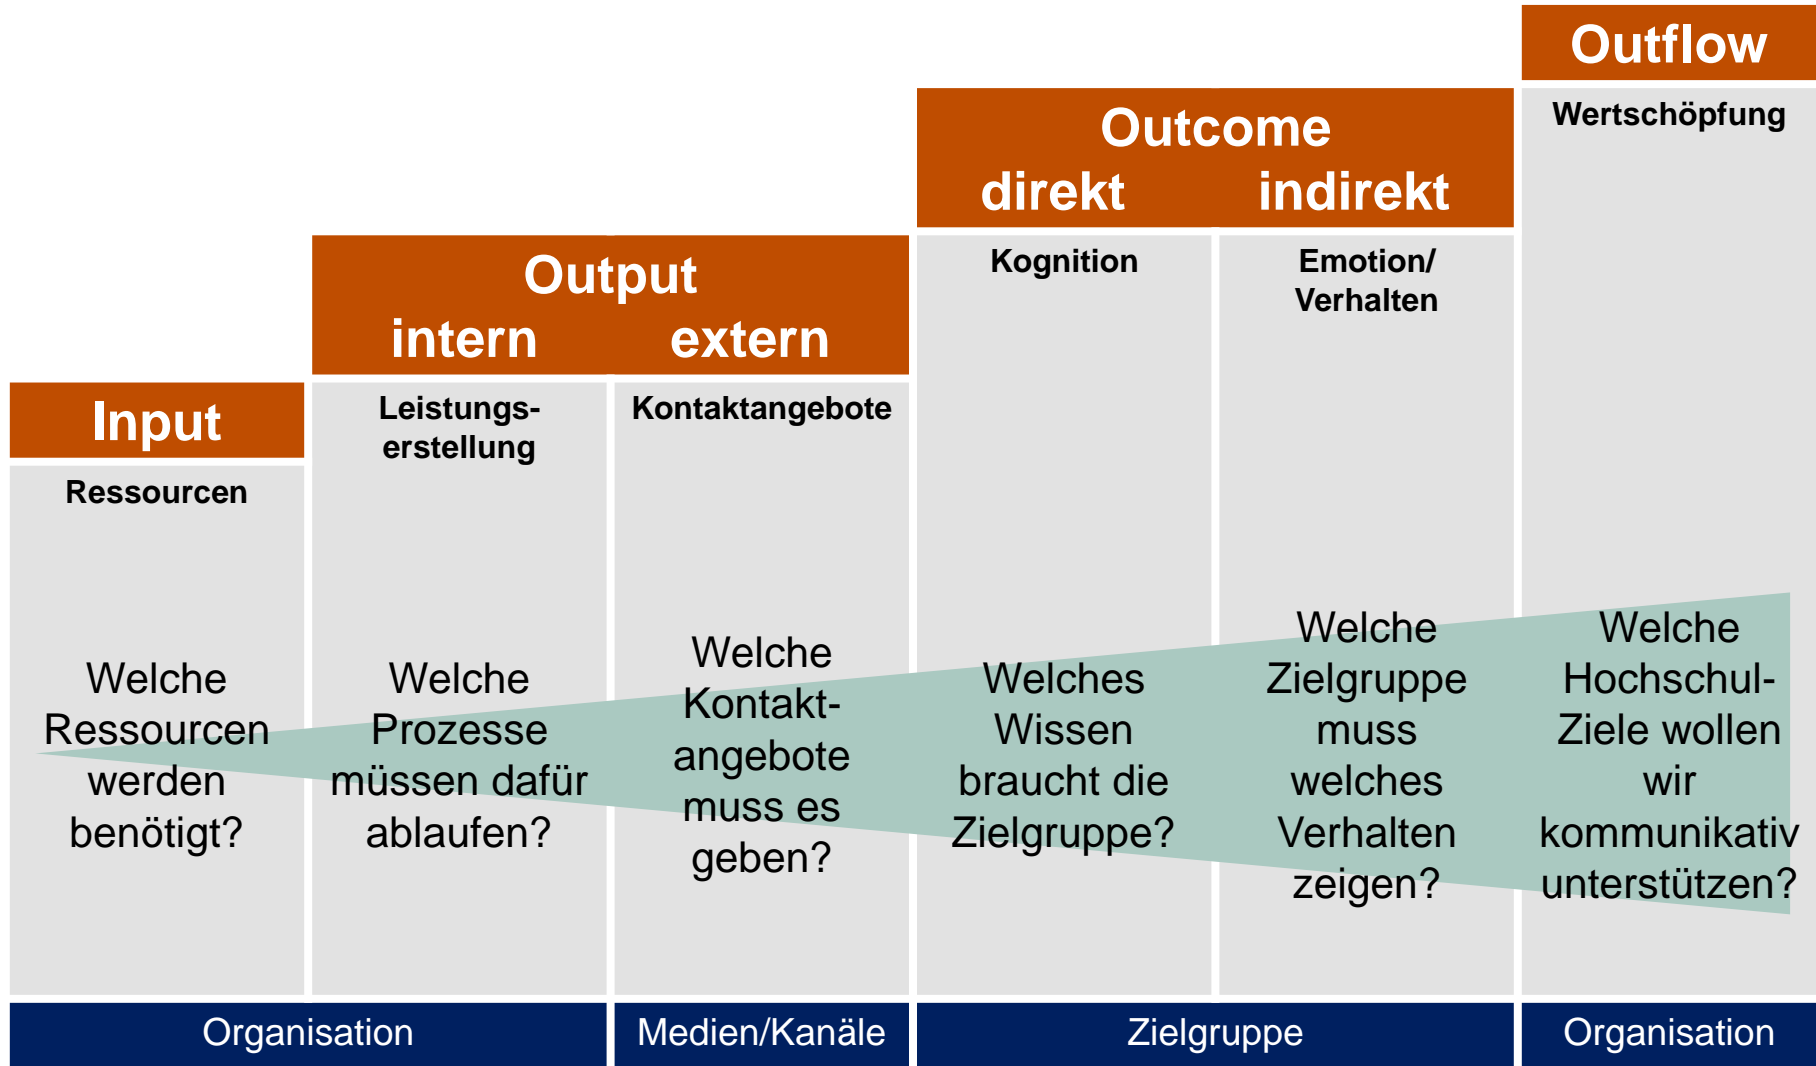 Outflow
Wertschöpfung
Outcome
direkt indirekt
Kognition
Emotion/
Verhalten
Output
intern extern
Leistungs-
erstellung
Kontaktangebote
Input
Ressourcen
Welche
Ressourcen
werden
benötigt?
Welche
Prozesse
müssen dafür
ablaufen?
Welche
Kontakt-
angebote
muss es
geben?
Welches
Wissen
braucht die
Zielgruppe?
Welche
Zielgruppe
muss
welches
Verhalten
zeigen?
Welche
Hochschul-
Ziele wollen
wir
kommunikativ
unterstützen?
Organisation
Medien/Kanäle
Zielgruppe
Organisation